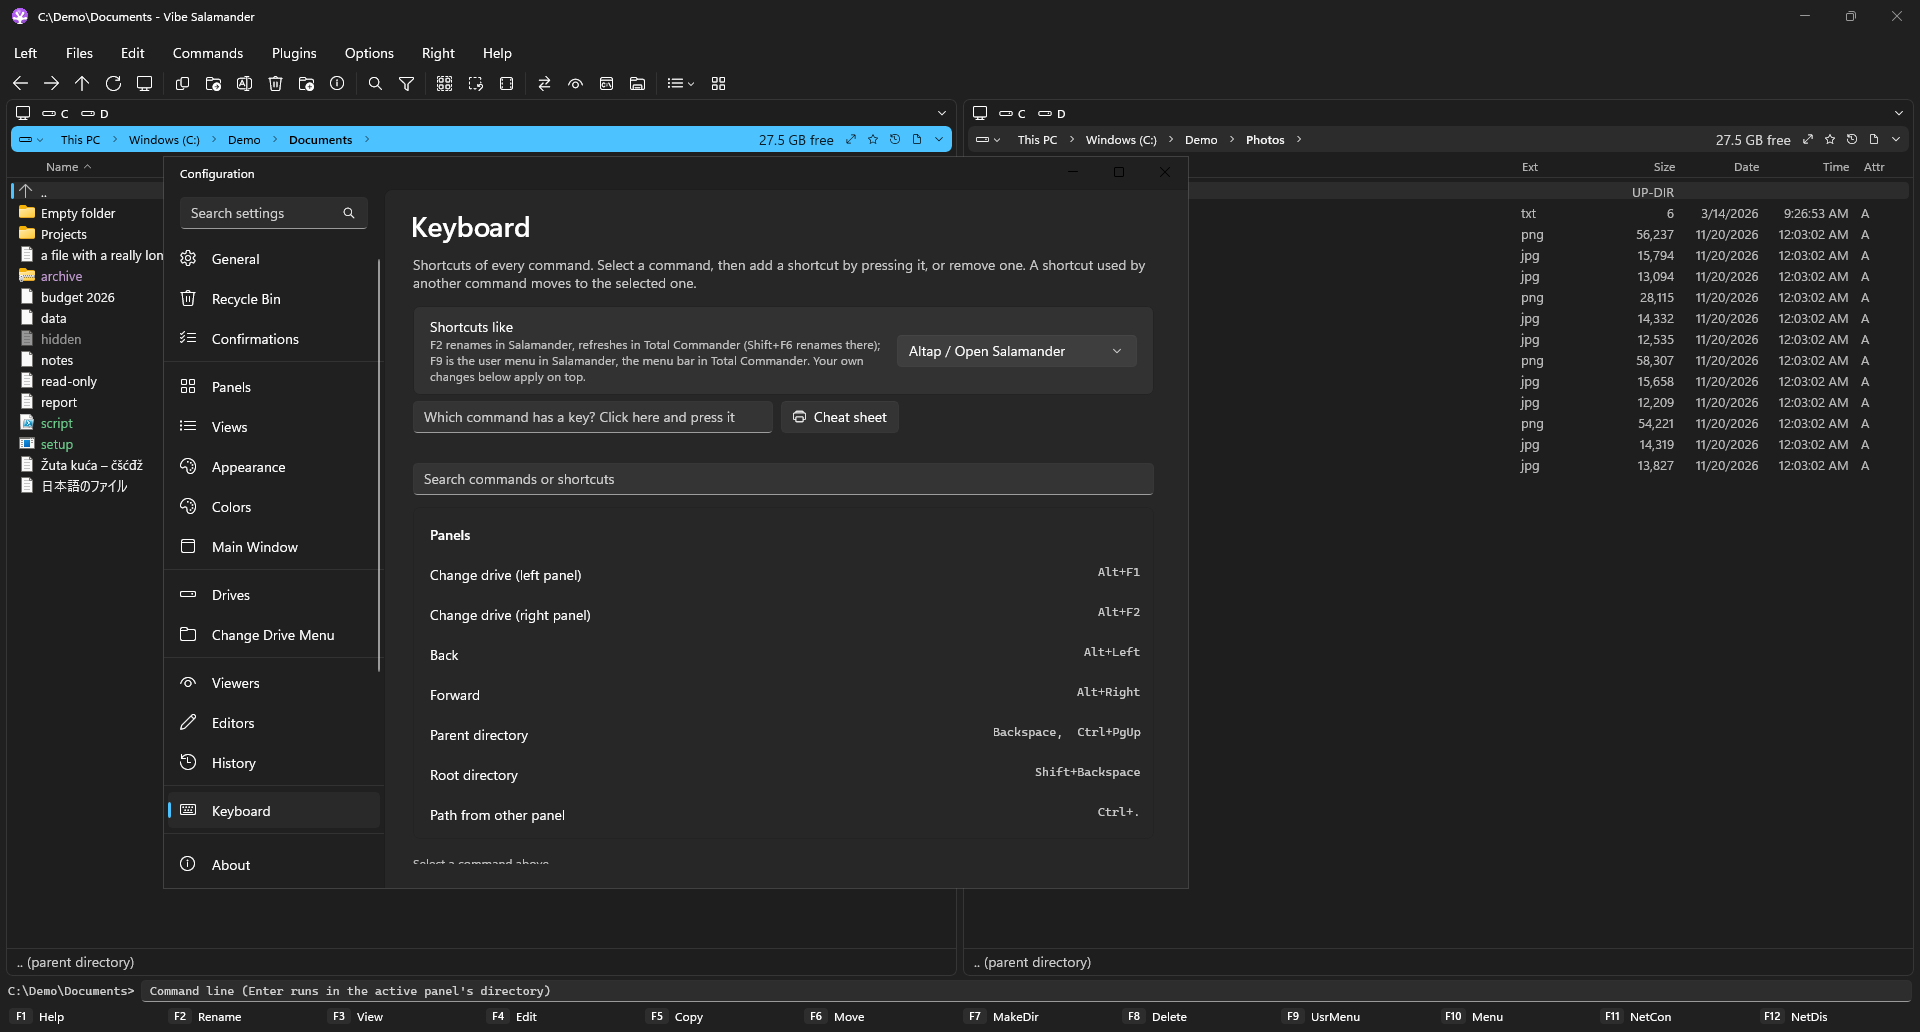 C:\Demo\Documents - Vibe Salamander
Left Files Edit Commands Plugins Options Right Help
C D
This PC Windows (C:) Demo Documents 27.5 GB free
Name
..
Empty folder
Projects
a file with a really lon
archive
budget 2026
data
hidden
notes
read-only
report
script
setup
Žuta kuća – čšćđž
日本語のファイル
.. (parent directory)
C D
This PC Windows (C:) Demo Photos 27.5 GB free
Ext Size Date Time Attr
UP-DIR
txt 6 3/14/2026 9:26:53 AM A
png 56,237 11/20/2026 12:03:02 AM A
jpg 15,794 11/20/2026 12:03:02 AM A
jpg 13,094 11/20/2026 12:03:02 AM A
png 28,115 11/20/2026 12:03:02 AM A
jpg 14,332 11/20/2026 12:03:02 AM A
jpg 12,535 11/20/2026 12:03:02 AM A
png 58,307 11/20/2026 12:03:02 AM A
jpg 15,658 11/20/2026 12:03:02 AM A
jpg 12,209 11/20/2026 12:03:02 AM A
png 54,221 11/20/2026 12:03:02 AM A
jpg 14,319 11/20/2026 12:03:02 AM A
jpg 13,827 11/20/2026 12:03:02 AM A
.. (parent directory)
Configuration
Search settings
General
Recycle Bin
Confirmations
Panels
Views
Appearance
Colors
Main Window
Drives
Change Drive Menu
Viewers
Editors
History
Keyboard
About
Keyboard
Shortcuts of every command. Select a command, then add a shortcut by pressing it, or remove one. A shortcut used by
another command moves to the selected one.
Shortcuts like
F2 renames in Salamander, refreshes in Total Commander (Shift+F6 renames there);
F9 is the user menu in Salamander, the menu bar in Total Commander. Your own
changes below apply on top.
Altap / Open Salamander
Which command has a key? Click here and press it
Cheat sheet
Search commands or shortcuts
Panels
Change drive (left panel) Alt+F1
Change drive (right panel) Alt+F2
Back Alt+Left
Forward Alt+Right
Parent directory Backspace, Ctrl+PgUp
Root directory Shift+Backspace
Path from other panel Ctrl+.
Select a command above
C:\Demo\Documents> Command line (Enter runs in the active panel's directory)
F1 Help F2 Rename F3 View F4 Edit F5 Copy F6 Move F7 MakeDir F8 Delete F9 UsrMenu F10 Menu F11 NetCon F12 NetDis